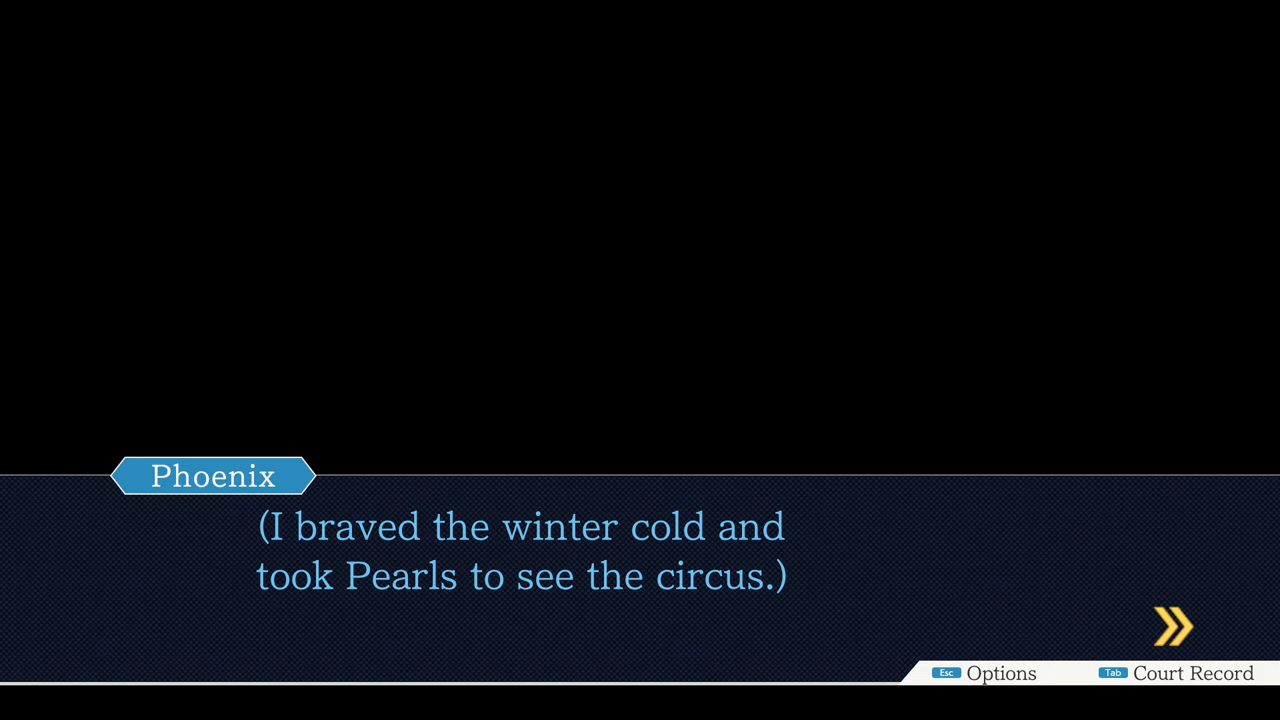 Phoenix
(I braved the winter cold and
took Pearls to see the circus.)
Esc Options Tab Court Record